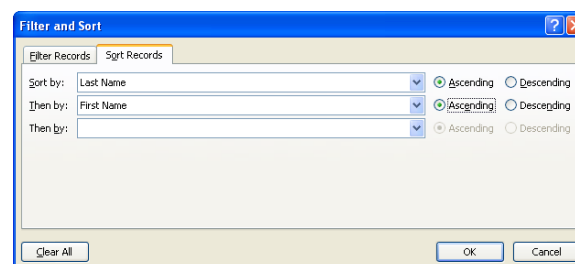 Filter and Sort
Filter Records Sort Records
Sort by: Last Name Ascending Descending
Then by: First Name Ascending Descending
Then by: Ascending Descending
Clear All OK Cancel